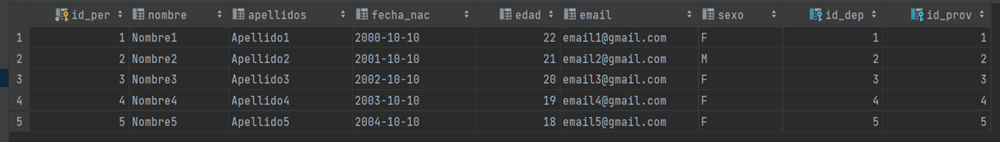 id_per nombre apellidos fecha_nac edad email sexo id_dep id_prov
1 1 Nombre1 Apellido1 2000-10-10 22 email1@gmail.com F 1 1
2 2 Nombre2 Apellido2 2001-10-10 21 email2@gmail.com M 2 2
3 3 Nombre3 Apellido3 2002-10-10 20 email3@gmail.com F 3 3
4 4 Nombre4 Apellido4 2003-10-10 19 email4@gmail.com F 4 4
5 5 Nombre5 Apellido5 2004-10-10 18 email5@gmail.com F 5 5